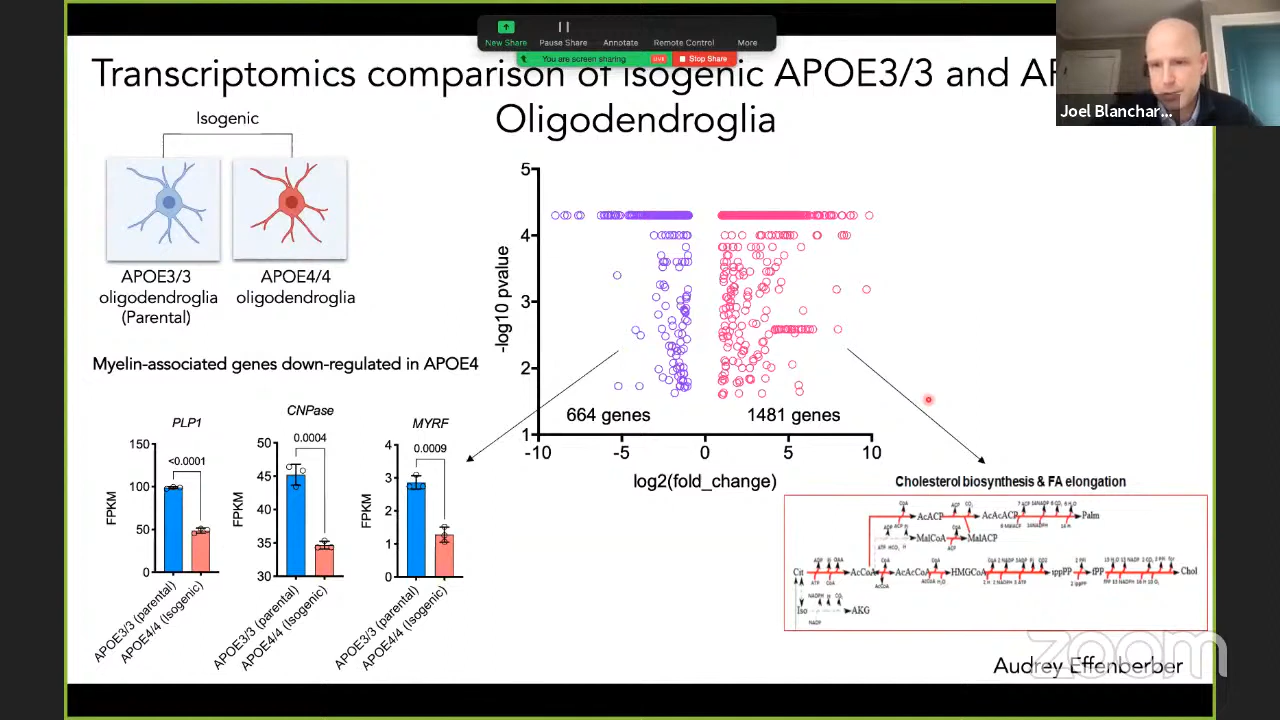 New Share
Pause Share
Annotate
Remote Control
More
You are screen sharing
LIVE
Stop Share
Transcriptomics comparison of Isogenic APOE3/3 and AP
Oligodendroglia
Joel Blanchar...
Isogenic
APOE3/3
oligodendroglia
(Parental)
APOE4/4
oligodendroglia
Myelin-associated genes down-regulated in APOE4
PLP1
<0.0001
150
100
50
0
FPKM
APOE3/3 (parental)
APOE4/4 (Isogenic)
CNPase
0.0004
50
45
40
35
30
FPKM
APOE3/3 (parental)
APOE4/4 (Isogenic)
MYRF
0.0009
4
3
2
1
0
FPKM
APOE3/3 (parental)
APOE4/4 (Isogenic)
5
4
3
2
1
-log10 pvalue
664 genes
1481 genes
-10
-5
0
5
10
log2(fold_change)
Cholesterol biosynthesis & FA elongation
AcACP
AcAcACP
Palm
MalCoA
MalACP
Cit
AcCoA
AcAcCoA
HMGCoA
ippPP
fPP
Chol
Iso
AKG
Audrey Effenberber
zoom